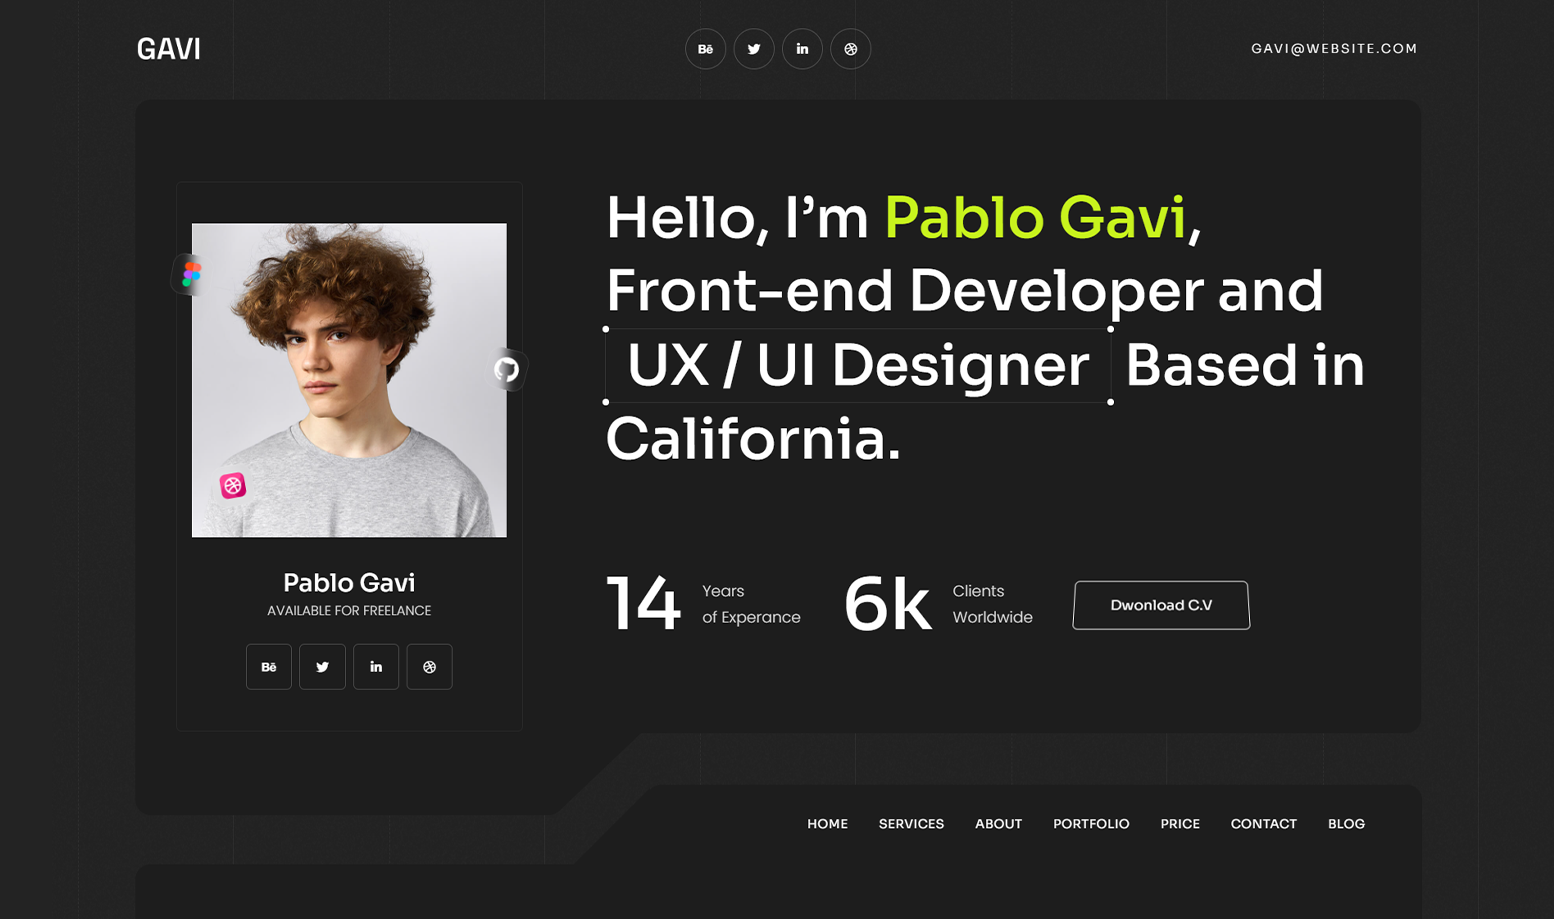 GAVI
Bē
GAVI@WEBSITE.COM
Hello, I’m Pablo Gavi,
Front-end Developer and
UX / UI Designer Based in
California.
14 Years of Experance
6k Clients Worldwide
Dwonload C.V
Pablo Gavi
AVAILABLE FOR FREELANCE
Bē
in
HOME SERVICES ABOUT PORTFOLIO PRICE CONTACT BLOG